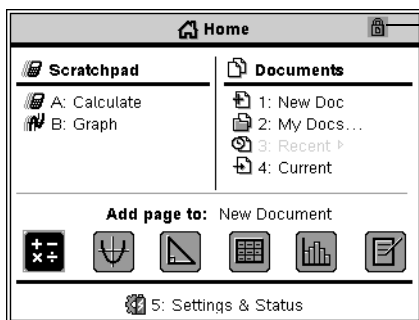 Home
Scratchpad
A: Calculate
B: Graph
Documents
1: New Doc
2: My Docs...
3: Recent
4: Current
Add page to: New Document
5: Settings & Status